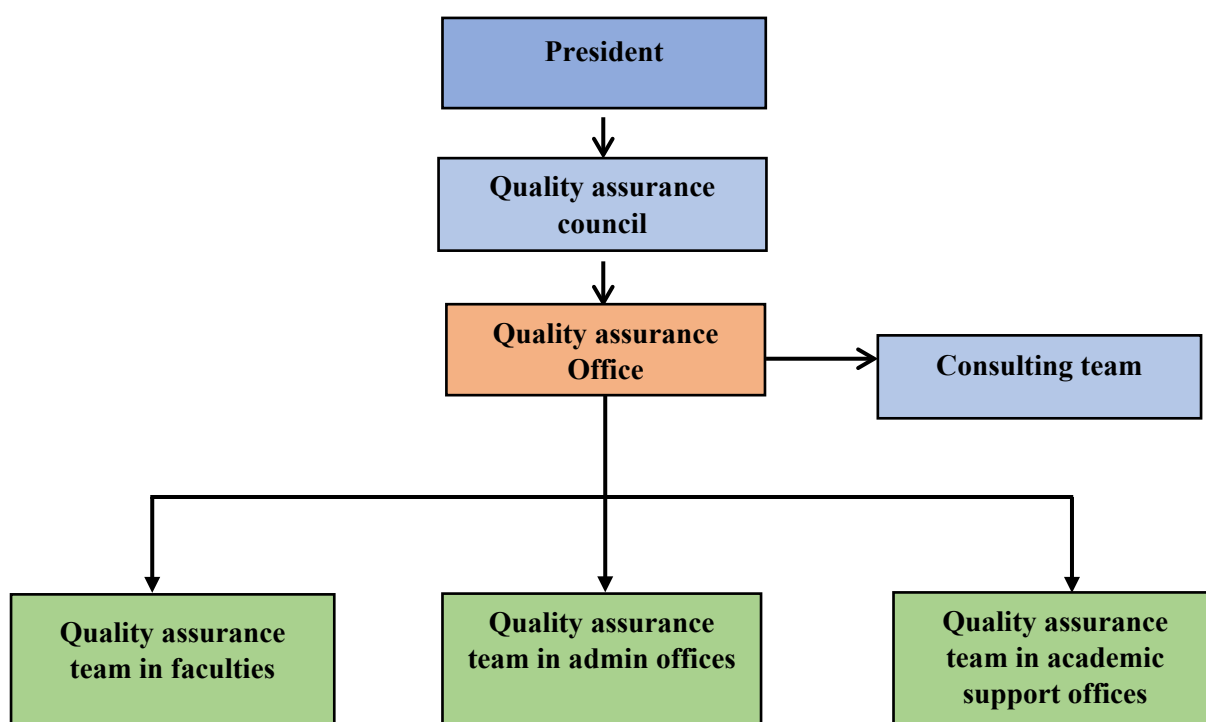 President
Quality assurance
council
Quality assurance
Office
Consulting team
Quality assurance
team in faculties
Quality assurance
team in admin offices
Quality assurance
team in academic
support offices